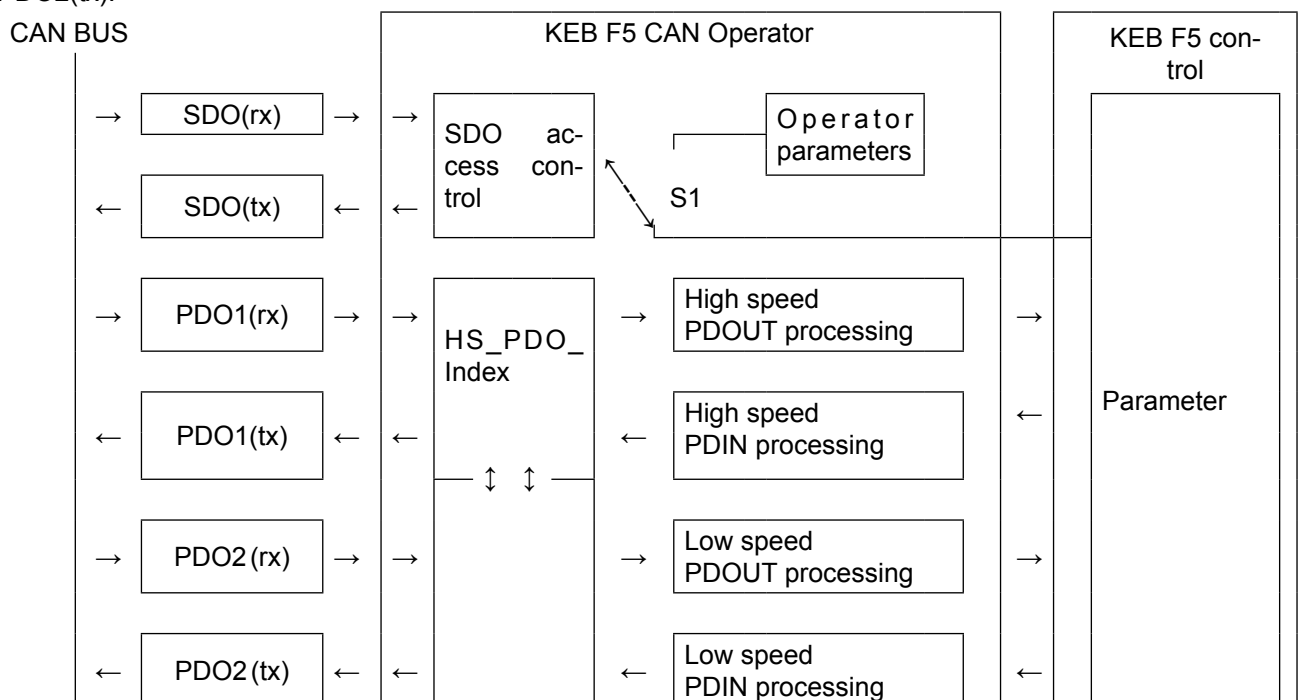 CAN BUS
KEB F5 CAN Operator
KEB F5 con-
trol
SDO(rx)
SDO ac-
cess con-
trol
Operator
parameters
SDO(tx)
S1
PDO1(rx)
HS_PDO_
Index
High speed
PDOUT processing
Parameter
PDO1(tx)
High speed
PDIN processing
PDO2(rx)
Low speed
PDOUT processing
PDO2(tx)
Low speed
PDIN processing